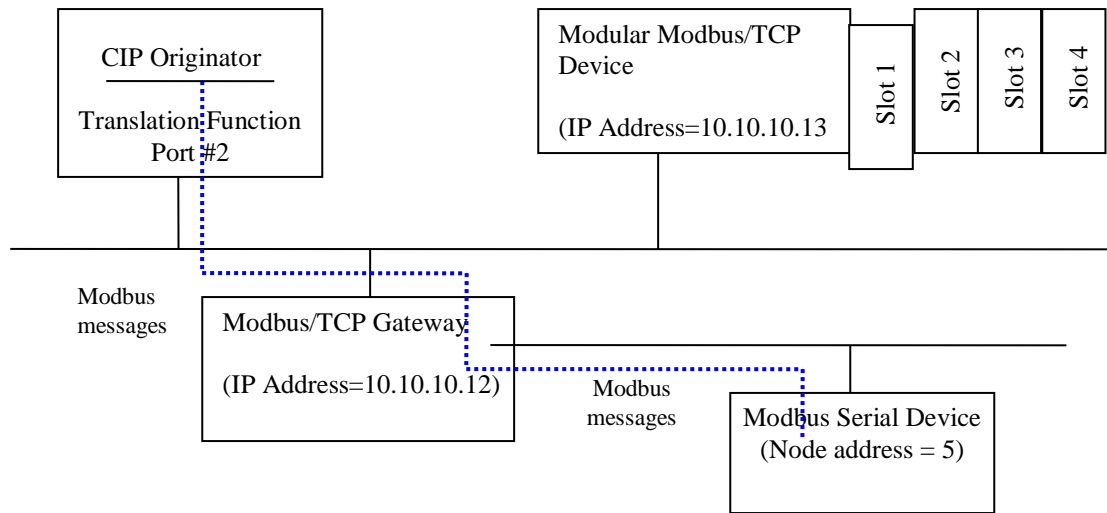 CIP Originator
Translation Function
Port #2
Modular Modbus/TCP
Device
(IP Address=10.10.10.13
Slot 1
Slot 2
Slot 3
Slot 4
Modbus
messages
Modbus/TCP Gateway
(IP Address=10.10.10.12)
Modbus
messages
Modbus Serial Device
(Node address = 5)